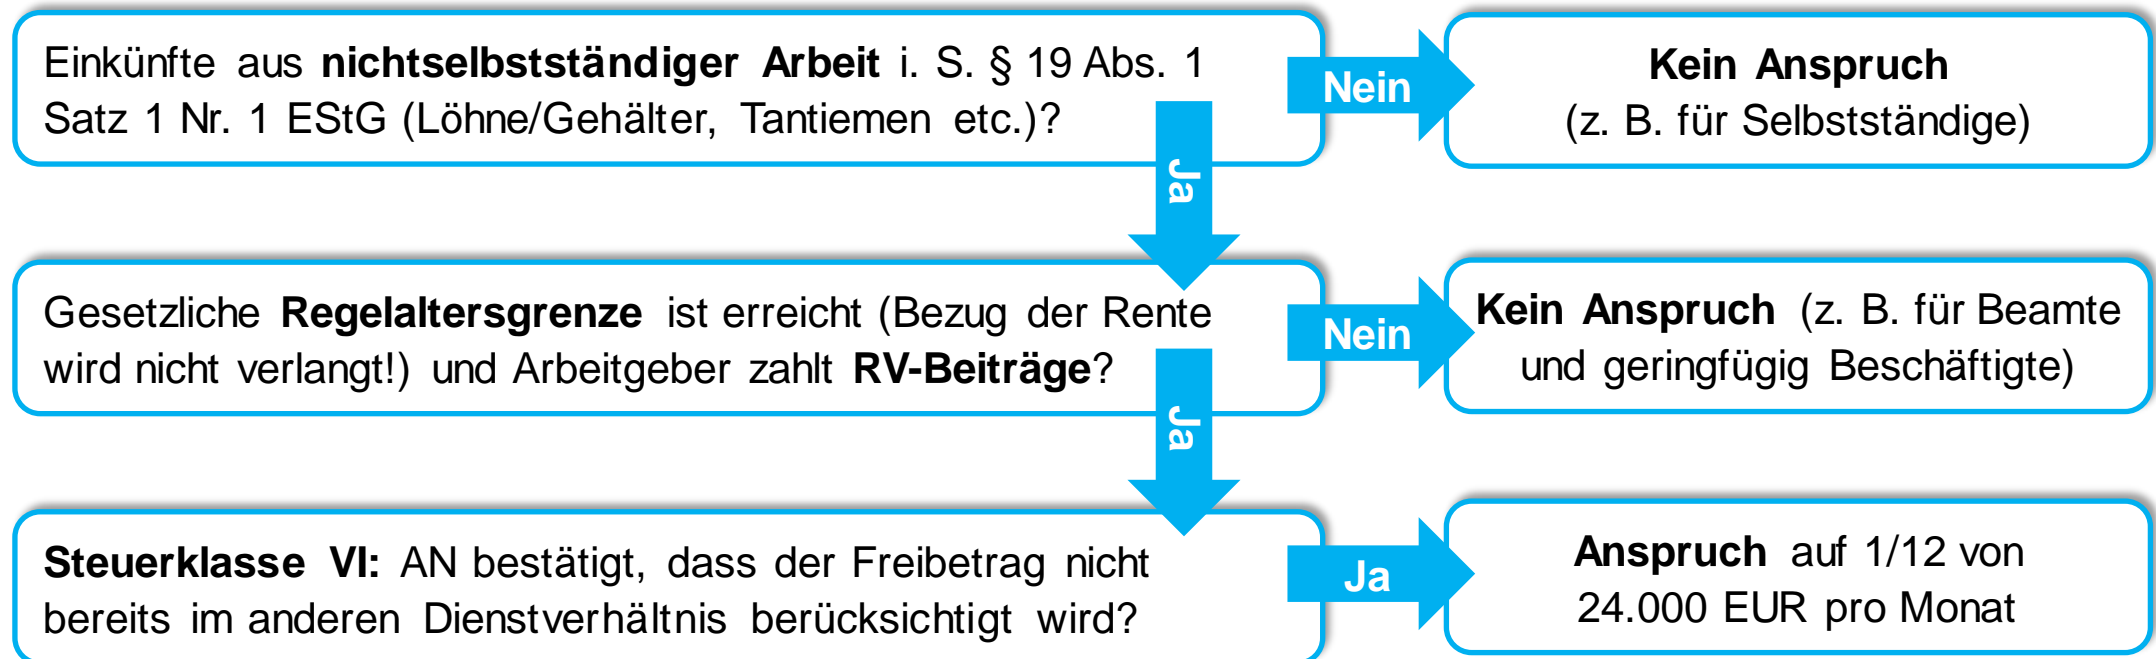 Einkünfte aus nichtselbstständiger Arbeit i. S. § 19 Abs. 1
Satz 1 Nr. 1 EStG (Löhne/Gehälter, Tantiemen etc.)?
Nein
Kein Anspruch
(z. B. für Selbstständige)
Ja
Gesetzliche Regelaltersgrenze ist erreicht (Bezug der Rente
wird nicht verlangt!) und Arbeitgeber zahlt RV-Beiträge?
Nein
Kein Anspruch (z. B. für Beamte
und geringfügig Beschäftigte)
Ja
Steuerklasse VI: AN bestätigt, dass der Freibetrag nicht
bereits im anderen Dienstverhältnis berücksichtigt wird?
Ja
Anspruch auf 1/12 von
24.000 EUR pro Monat